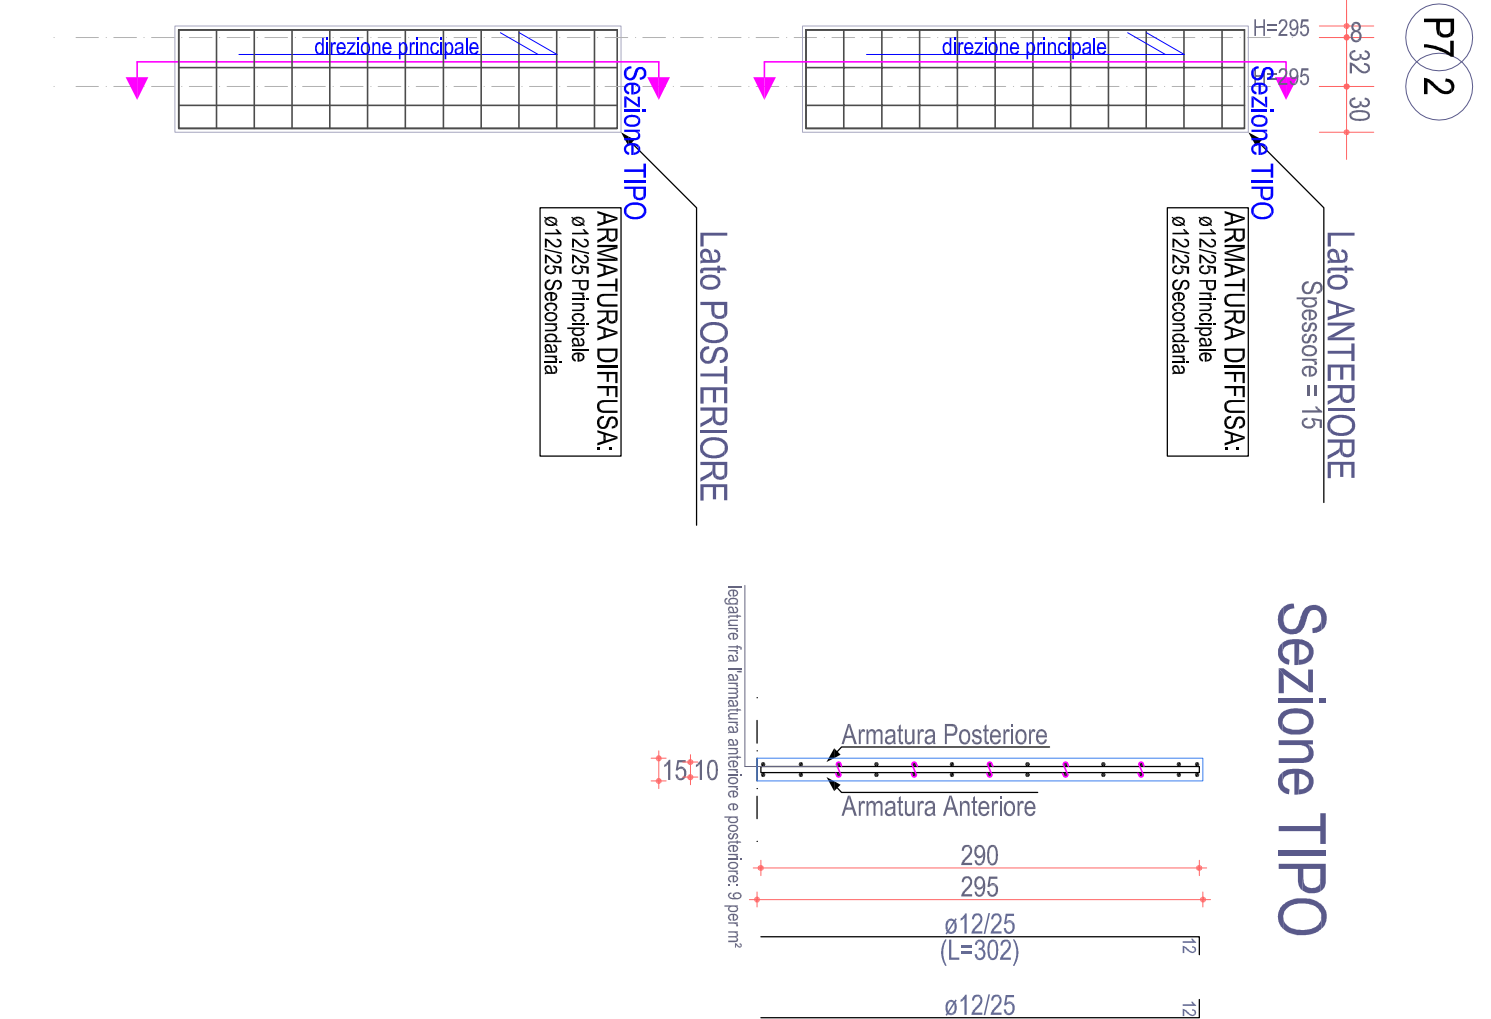 P7
2
H=295
H=295
8
32
30
direzione principale
direzione principale
Sezione TIPO
Sezione TIPO
Lato POSTERIORE
ARMATURA DIFFUSA:
ø12/25 Principale
ø12/25 Secondaria
Lato ANTERIORE
Spessore = 15
ARMATURA DIFFUSA:
ø12/25 Principale
ø12/25 Secondaria
Sezione TIPO
legature fra l'armatura anteriore e posteriore: 9 per m²
Armatura Posteriore
15
10
Armatura Anteriore
290
295
ø12/25
(L=302)
12
ø12/25
12